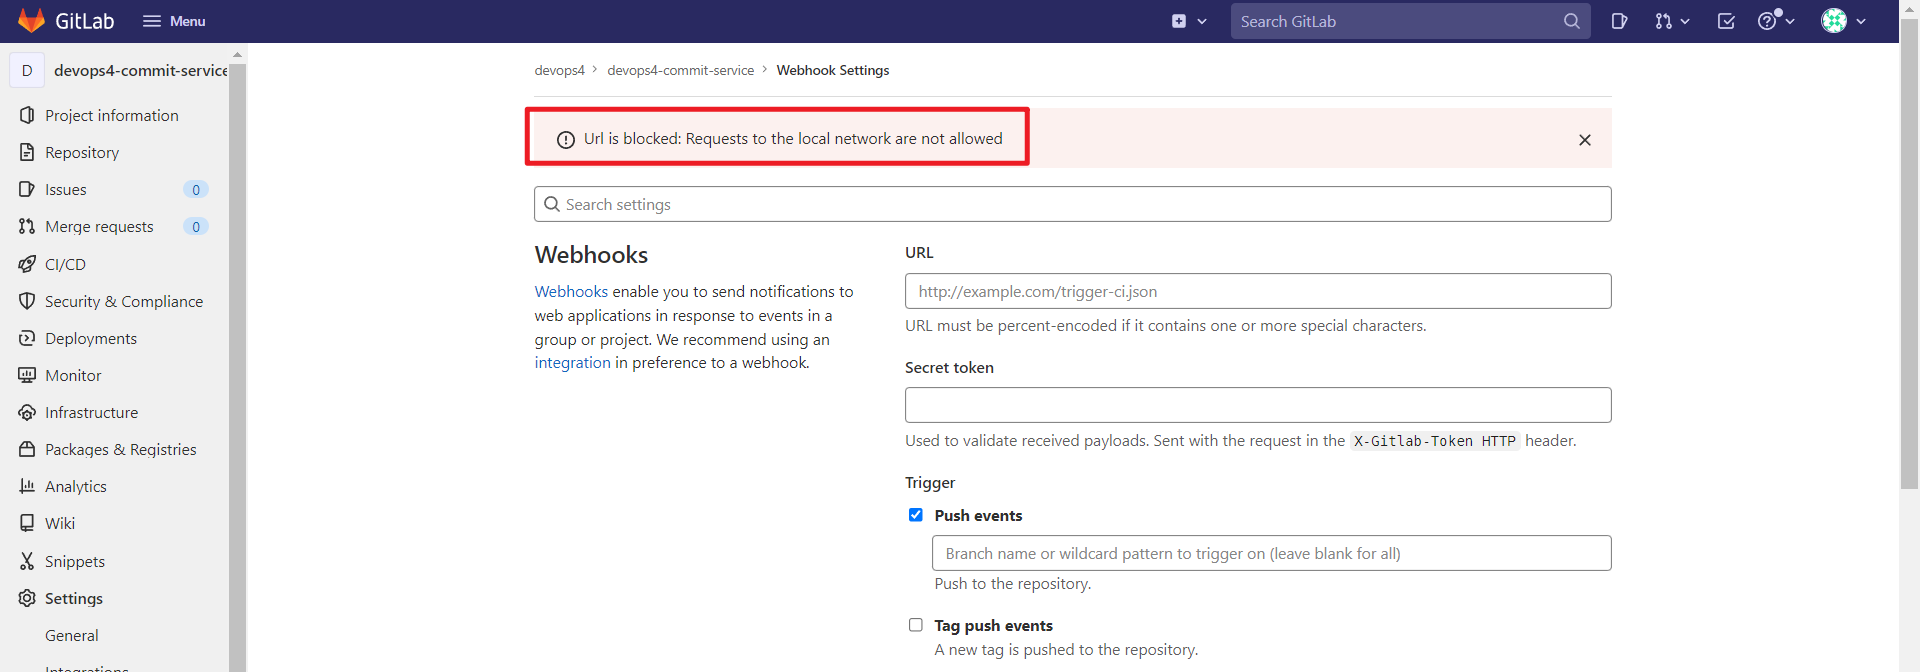 GitLab
Menu
Search GitLab
D
devops4-commit-service
Project information
Repository
Issues
0
Merge requests
0
CI/CD
Security & Compliance
Deployments
Monitor
Infrastructure
Packages & Registries
Analytics
Wiki
Snippets
Settings
General
Integrations
devops4 > devops4-commit-service > Webhook Settings
Url is blocked: Requests to the local network are not allowed
Search settings
Webhooks
Webhooks enable you to send notifications to
web applications in response to events in a
group or project. We recommend using an
integration in preference to a webhook.
URL
http://example.com/trigger-ci.json
URL must be percent-encoded if it contains one or more special characters.
Secret token
Used to validate received payloads. Sent with the request in the X-Gitlab-Token HTTP header.
Trigger
Push events
Branch name or wildcard pattern to trigger on (leave blank for all)
Push to the repository.
Tag push events
A new tag is pushed to the repository.